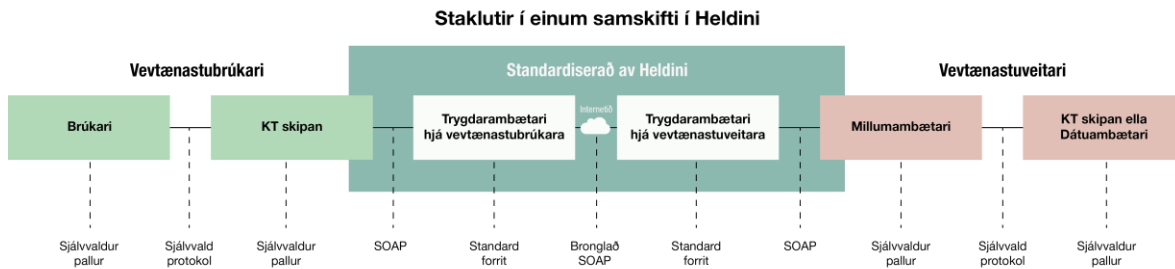 Staklutir í einum samskifti í Heldini
Vevtænastubrúkari
Standardiserað av Heldini
Vevtænastuveitari
Brúkari
KT skipan
Trygdarambætari
hjá vevtænastubrúkara
Internetið
Trygdarambætari
hjá vevtænastuveitara
Millumambætari
KT skipan ella
Dátuambætari
Sjálvvaldur
pallur
Sjálvvald
protokol
Sjálvvaldur
pallur
SOAP
Standard
forrit
Bronglað
SOAP
Standard
forrit
SOAP
Sjálvvaldur
pallur
Sjálvvald
protokol
Sjálvvaldur
pallur